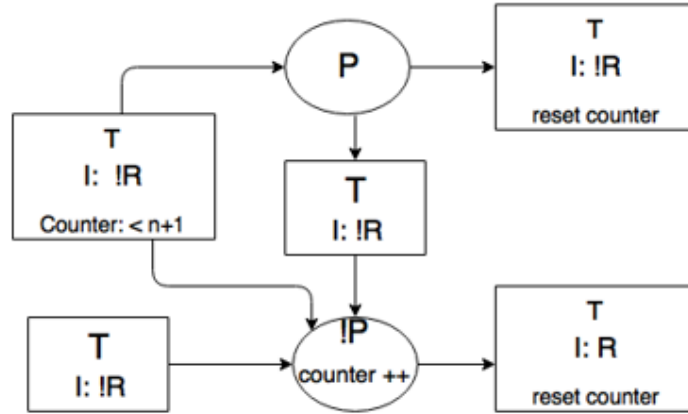 P
T
I: !R
reset counter
T
I: !R
Counter: < n+1
T
I: !R
T
I: !R
!P
counter ++
T
I: R
reset counter